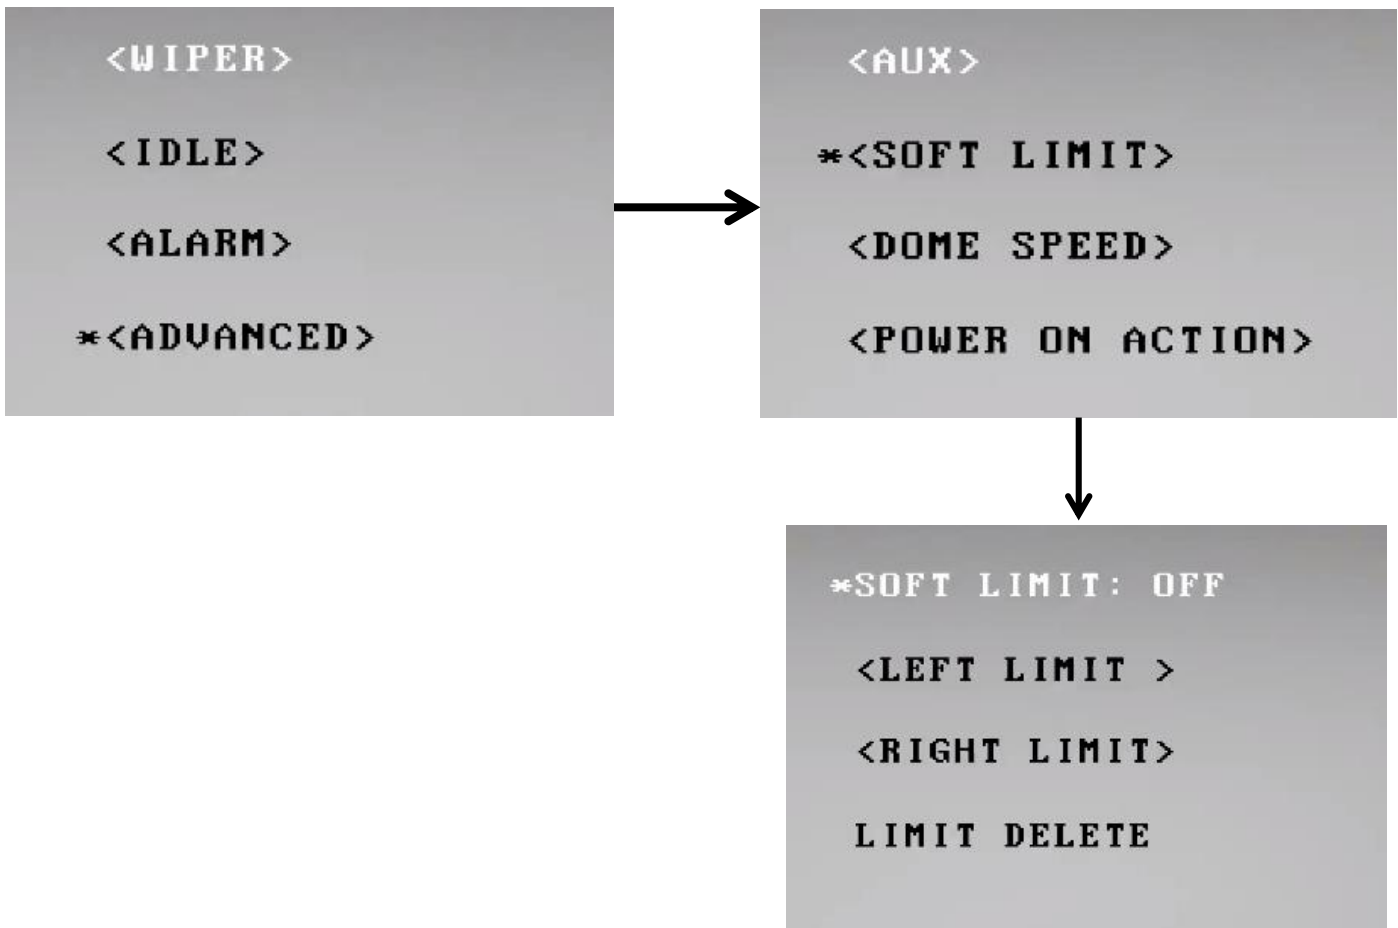 <WIPER>
<IDLE>
<ALARM>
*<ADVANCED>
<AUX>
*<SOFT LIMIT>
<DOME SPEED>
<POWER ON ACTION>
*SOFT LIMIT: OFF
<LEFT LIMIT >
<RIGHT LIMIT>
LIMIT DELETE